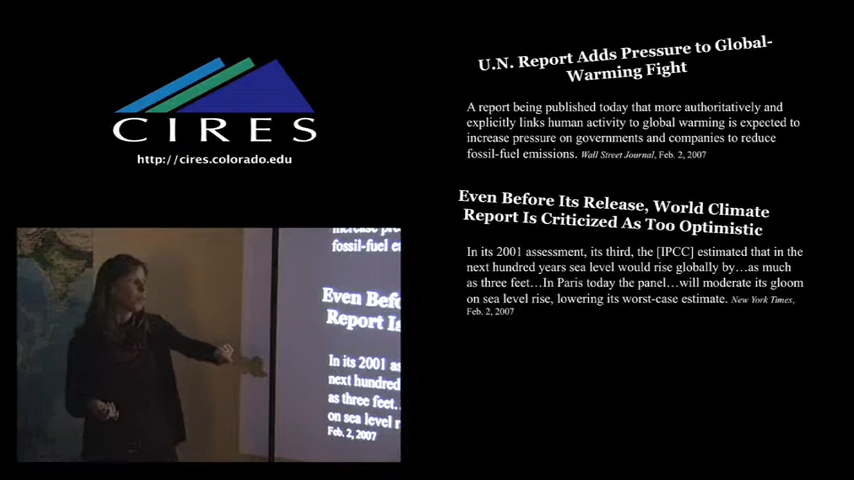 CIRES
http://cires.colorado.edu
U.N. Report Adds Pressure to Global-
Warming Fight
A report being published today that more authoritatively and
explicitly links human activity to global warming is expected to
increase pressure on governments and companies to reduce
fossil-fuel emissions. Wall Street Journal, Feb. 2, 2007
Even Before Its Release, World Climate
Report Is Criticized As Too Optimistic
In its 2001 assessment, its third, the [IPCC] estimated that in the
next hundred years sea level would rise globally by…as much
as three feet…In Paris today the panel…will moderate its gloom
on sea level rise, lowering its worst-case estimate. New York Times,
Feb. 2, 2007
increase pre
fossil-fuel e
Even Befo
Report Is
In its 2001 as
next hundred
as three feet.
on sea level r
Feb. 2, 2007